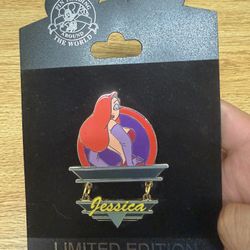 AROUND
THE WORLD
Jessica
LIMITED EDITION